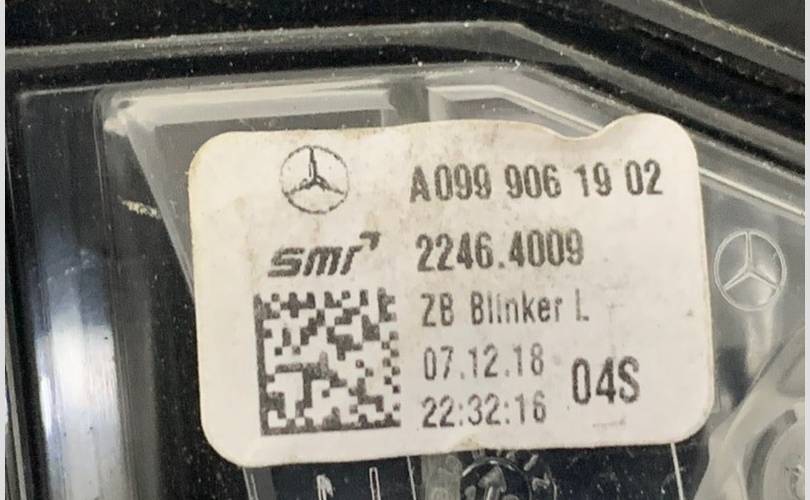 A099 906 19 02
smr
2246.4009
ZB Blinker L
07.12.18
04S
22:32:16